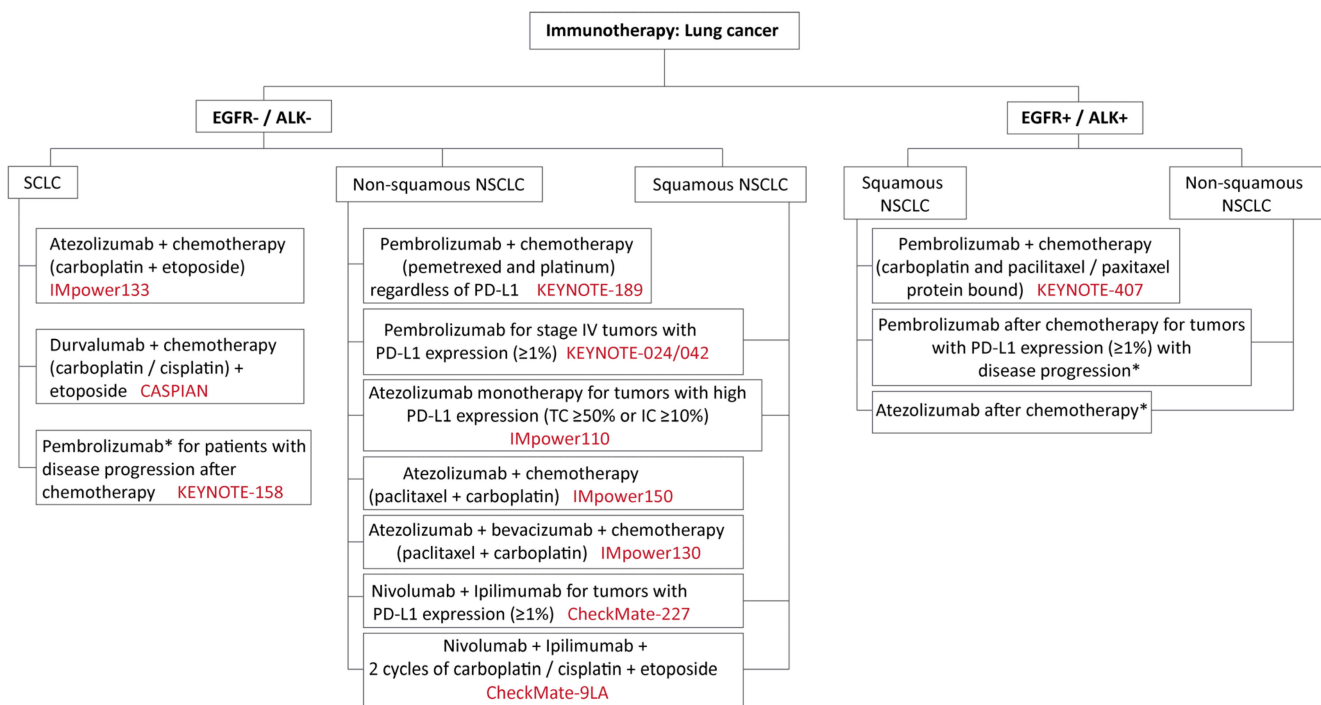 Immunotherapy: Lung cancer
EGFR- / ALK-
EGFR+ / ALK+
SCLC
Non-squamous NSCLC
Squamous NSCLC
Squamous
NSCLC
Non-squamous
NSCLC
Atezolizumab + chemotherapy
(carboplatin + etoposide)
IMpower133
Durvalumab + chemotherapy
(carboplatin / cisplatin) +
etoposide CASPIAN
Pembrolizumab* for patients with
disease progression after
chemotherapy KEYNOTE-158
Pembrolizumab + chemotherapy
(pemetrexed and platinum)
regardless of PD-L1 KEYNOTE-189
Pembrolizumab for stage IV tumors with
PD-L1 expression (≥1%) KEYNOTE-024/042
Atezolizumab monotherapy for tumors with high
PD-L1 expression (TC ≥50% or IC ≥10%)
IMpower110
Atezolizumab + chemotherapy
(paclitaxel + carboplatin) IMpower150
Atezolizumab + bevacizumab + chemotherapy
(paclitaxel + carboplatin) IMpower130
Nivolumab + Ipilimumab for tumors with
PD-L1 expression (≥1%) CheckMate-227
Nivolumab + Ipilimumab +
2 cycles of carboplatin / cisplatin + etoposide
CheckMate-9LA
Pembrolizumab + chemotherapy
(carboplatin and pacilitaxel / paxitaxel
protein bound) KEYNOTE-407
Pembrolizumab after chemotherapy for tumors
with PD-L1 expression (≥1%) with
disease progression*
Atezolizumab after chemotherapy*